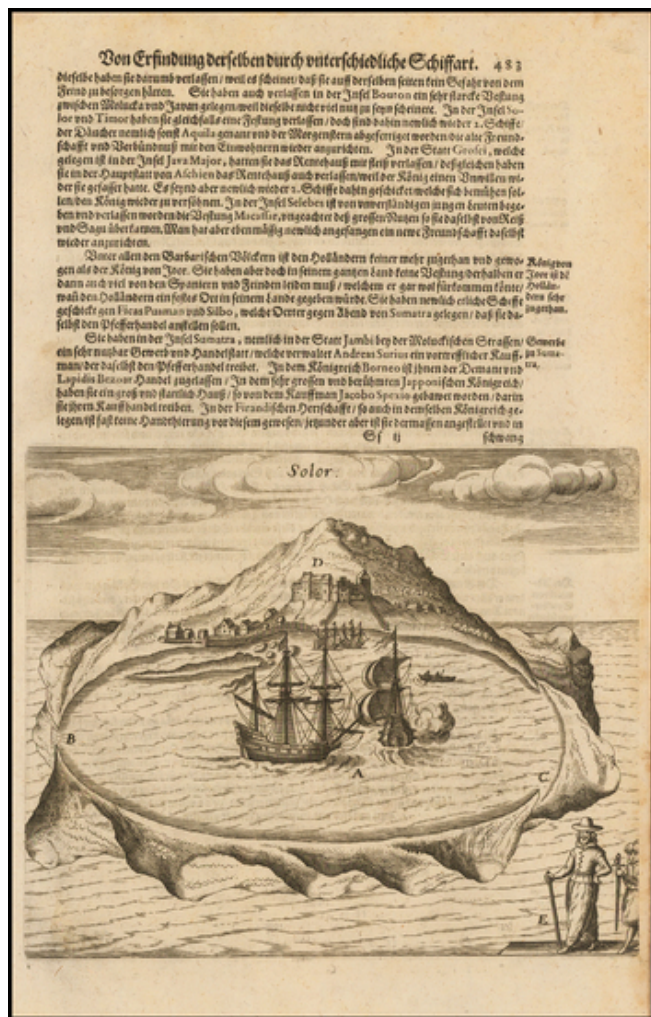 Von Erfindung derselben durch vnterschiedliche Schiffart. 483
dieselbe haben sie darumb verlassen / weil es scheinet / daß sie auff derselben seiten kein Gefahr von dem
Feind zu besorgen hätten. Sie haben auch verlassen in der Insel Bouton ein sehr starcke Vestung
zwischen Molucka vnd Javan gelegen / weil dieselbe nicht viel nutz zu seyn scheinete. In der Insel So-
lor vnd Timor haben sie gleichfalls eine Festung verlassen / doch sind dahin newlich wieder 2. Schiffe /
der Däucher nemlich sonst Aquila genant vnd der Morgenstern abgefertiget worden die alte Freund-
schafft vnd Verbündnuß mit den Einwohnern wieder anzurichten. In der Statt Grosei, welche
gelegen ist in der Insel Java Major, hatten sie das Rentehauß mit fleiß verlassen / deßgleichen haben
sie in der Hauptstatt von Aschien das Rentehauß auch verlassen / weil der König einen Vnwillen wi-
der sie gefasset hatte. Es seynd aber newlich wieder 2. Schiffe dahin geschickt welche sich bemühen sol-
len / den König wieder zu versöhnen. In der Insel Selebes ist von vnverständigen jungen leuten bege-
ben vnd verlassen worden die Vestung Macassar, vngeachtet deß grossen Nutzen so sie daselbst von Reiß
vnd Sagu überkamen. Man hat aber ebenmässig newlich angefangen ein newe Freundschafft daselbst
wieder anzurichten.
Vnter allen den Barbarischen Völckern ist den Holländern keiner mehr zugethan vnd gewo-
gen als der König von Joor. Sie haben aber doch in seinem gantzen Land keine Vestung / derhalben er
dann auch viel von den Spaniern vnd Feinden leiden muß / welchem er gar wol fürkommen könte /
wañ den Holländern ein festes Ort in seinem Lande gegeben würde. Sie haben newlich etliche Schiffe
geschickt gen Ticas Pasman vnd Silbo, welche Oerter gegen Abend von Sumatra gelegen / daß sie da-
selbst den Pfefferhandel anstellen sollen.
König von
Joor ist dē
Hollän-
dern sehr
zugethan.
Sie haben in der Insel Sumatra, nemlich in der Statt Jambi bey der Moluckischen Strassen /
ein sehr nutzbar Gewerb vnd Handelstatt / welche verwalter Andreas Surius ein vortrefflicher Kauff-
man / der daselbst den Pfefferhandel treibet. In dem Königreich Borneo ist jhnen der Demant vnd
Lapidis Bezoar Handel zugelassen / In dem sehr grossen vnd berühmten Japponischen Königreich /
haben sie ein groß vnd stattlich Hauß / so von dem Kauffman Jacobo Spexio gebawet worden / darin
sie jhren Kauffhandel treiben. In der Firandischen Herrschafft / so auch in demselben Königreich ge-
legen / ist fast keine Handthierung vor diesem gewesen / jetzunder aber ist sie dermassen angestellet vnd in
Gewerbe
zu Suma-
tra.
Sf ij schwang
Solor.
D
B
A
C
E